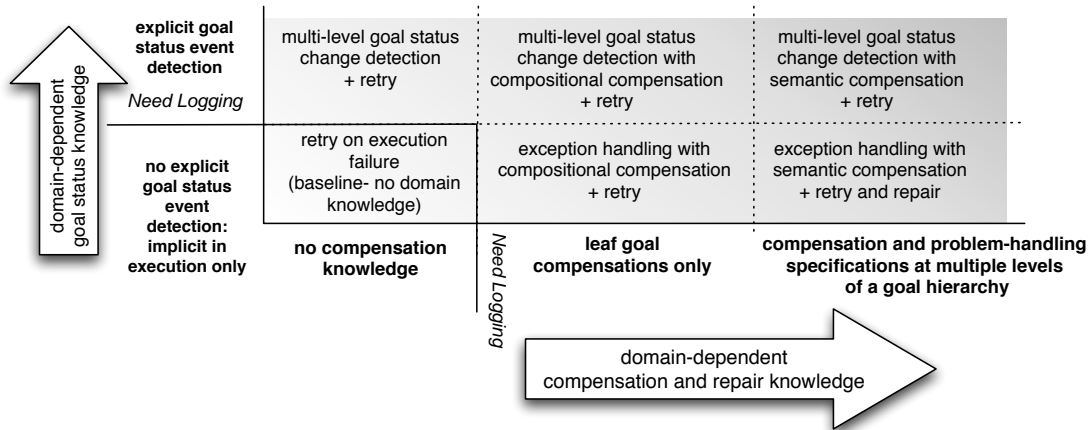 explicit goal
status event
detection
Need Logging
domain-dependent
goal status knowledge
multi-level goal status
change detection
+ retry
multi-level goal status
change detection with
compositional compensation
+ retry
multi-level goal status
change detection with
semantic compensation
+ retry
no explicit
goal status
event
detection:
implicit in
execution only
retry on execution
failure
(baseline- no domain
knowledge)
exception handling with
compositional compensation
+ retry
exception handling with
semantic compensation
+ retry and repair
no compensation
knowledge
Need Logging
leaf goal
compensations only
compensation and problem-handling
specifications at multiple levels
of a goal hierarchy
domain-dependent
compensation and repair knowledge